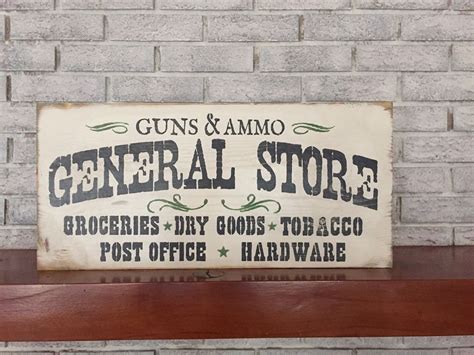 GUNS & AMMO
GENERAL STORE
GROCERIES ★ DRY GOODS ★ TOBACCO
POST OFFICE ★ HARDWARE